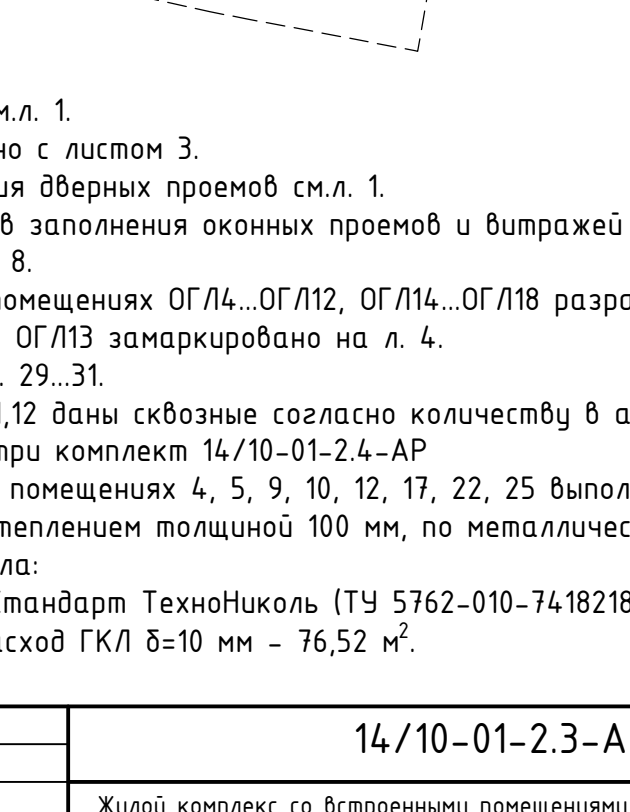 м.л. 1.
но с листом 3.
ия дверных проемов см.л. 1.
в заполнения оконных проемов и витражей
8.
помещениях ОГЛ4...ОГЛ12, ОГЛ14...ОГЛ18 разра
ОГЛ13 замаркировано на л. 4.
. 29...31.
1,12 даны сквозные согласно количеству в а
три комплект 14/10-01-2.4-АР
помещениях 4, 5, 9, 10, 12, 17, 22, 25 выпол
теплением толщиной 100 мм, по металличес
ла:
Стандарт ТехноНиколь (ТУ 5762-010-7418218
асход ГКЛ δ=10 мм - 76,52 м².
14/10-01-2.3-А
Жилой комплекс со встроенными помещениями